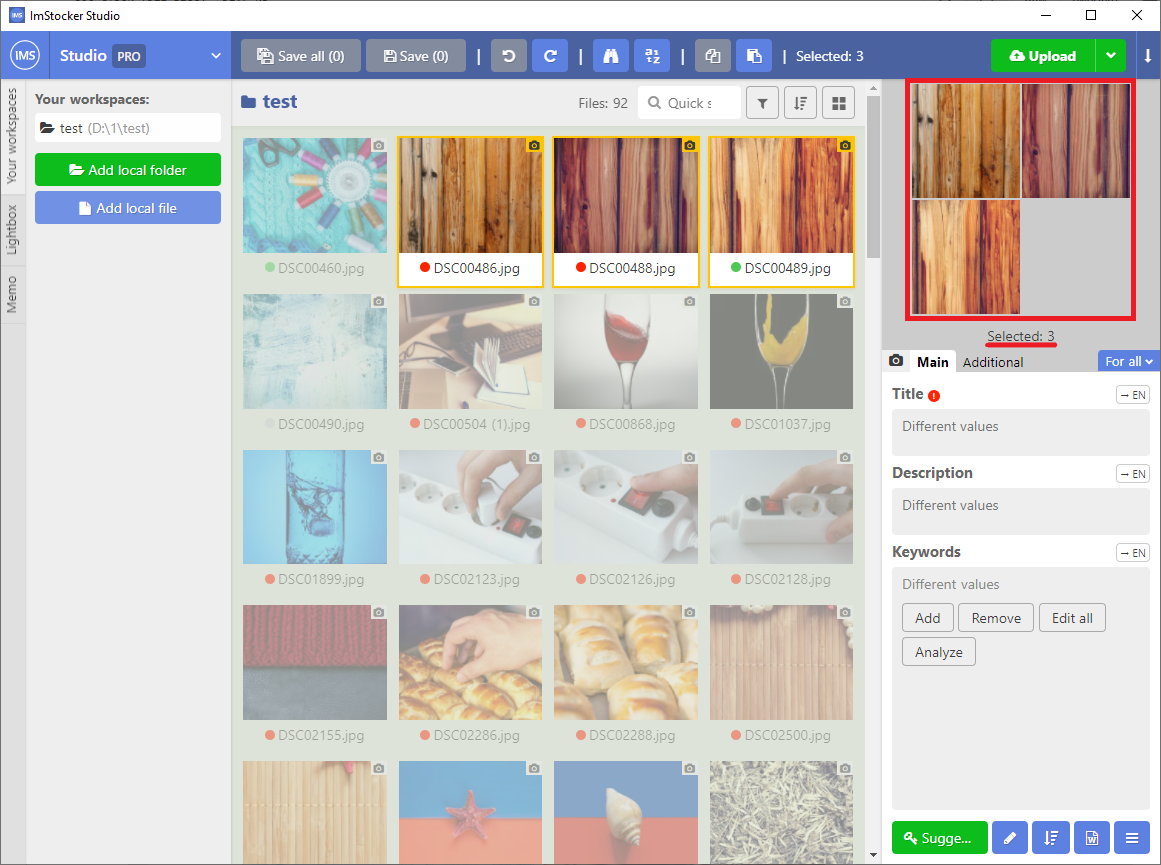 ImStocker Studio
IMS Studio PRO
Save all (0) Save (0) | | | | Selected: 3 Upload
Your workspaces
Lightbox
Memo
Your workspaces:
test (D:\1\test)
Add local folder
Add local file
test Files: 92 Quick s
DSC00460.jpg DSC00486.jpg DSC00488.jpg DSC00489.jpg
DSC00490.jpg DSC00504 (1).jpg DSC00868.jpg DSC01037.jpg
DSC01899.jpg DSC02123.jpg DSC02126.jpg DSC02128.jpg
DSC02155.jpg DSC02286.jpg DSC02288.jpg DSC02500.jpg
Selected: 3
Main Additional For all
Title → EN
Different values
Description → EN
Different values
Keywords → EN
Different values
Add Remove Edit all
Analyze
Sugge...